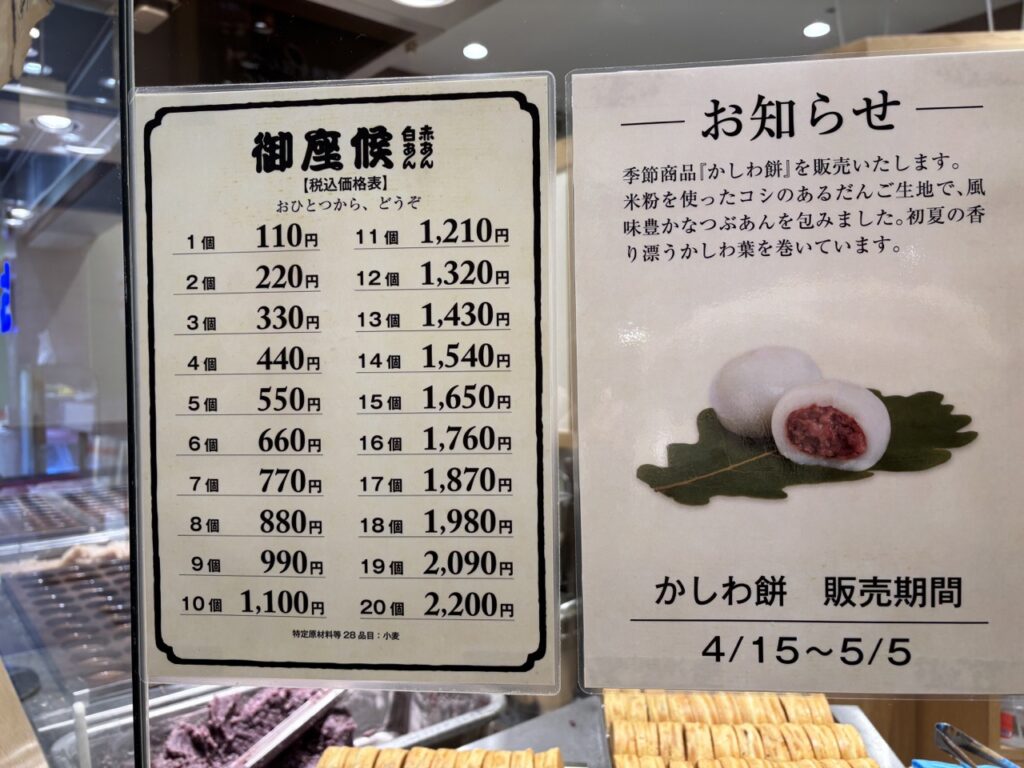 御座候 赤あん 白あん
【税込価格表】
おひとつから、どうぞ
1個 110円
2個 220円
3個 330円
4個 440円
5個 550円
6個 660円
7個 770円
8個 880円
9個 990円
10個 1,100円
11個 1,210円
12個 1,320円
13個 1,430円
14個 1,540円
15個 1,650円
16個 1,760円
17個 1,870円
18個 1,980円
19個 2,090円
20個 2,200円
特定原材料等28品目：小麦
お知らせ
季節商品『かしわ餅』を販売いたします。
米粉を使ったコシのあるだんご生地で、風
味豊かなつぶあんを包みました。初夏の香
り漂うかしわ葉を巻いています。
かしわ餅 販売期間
4/15～5/5